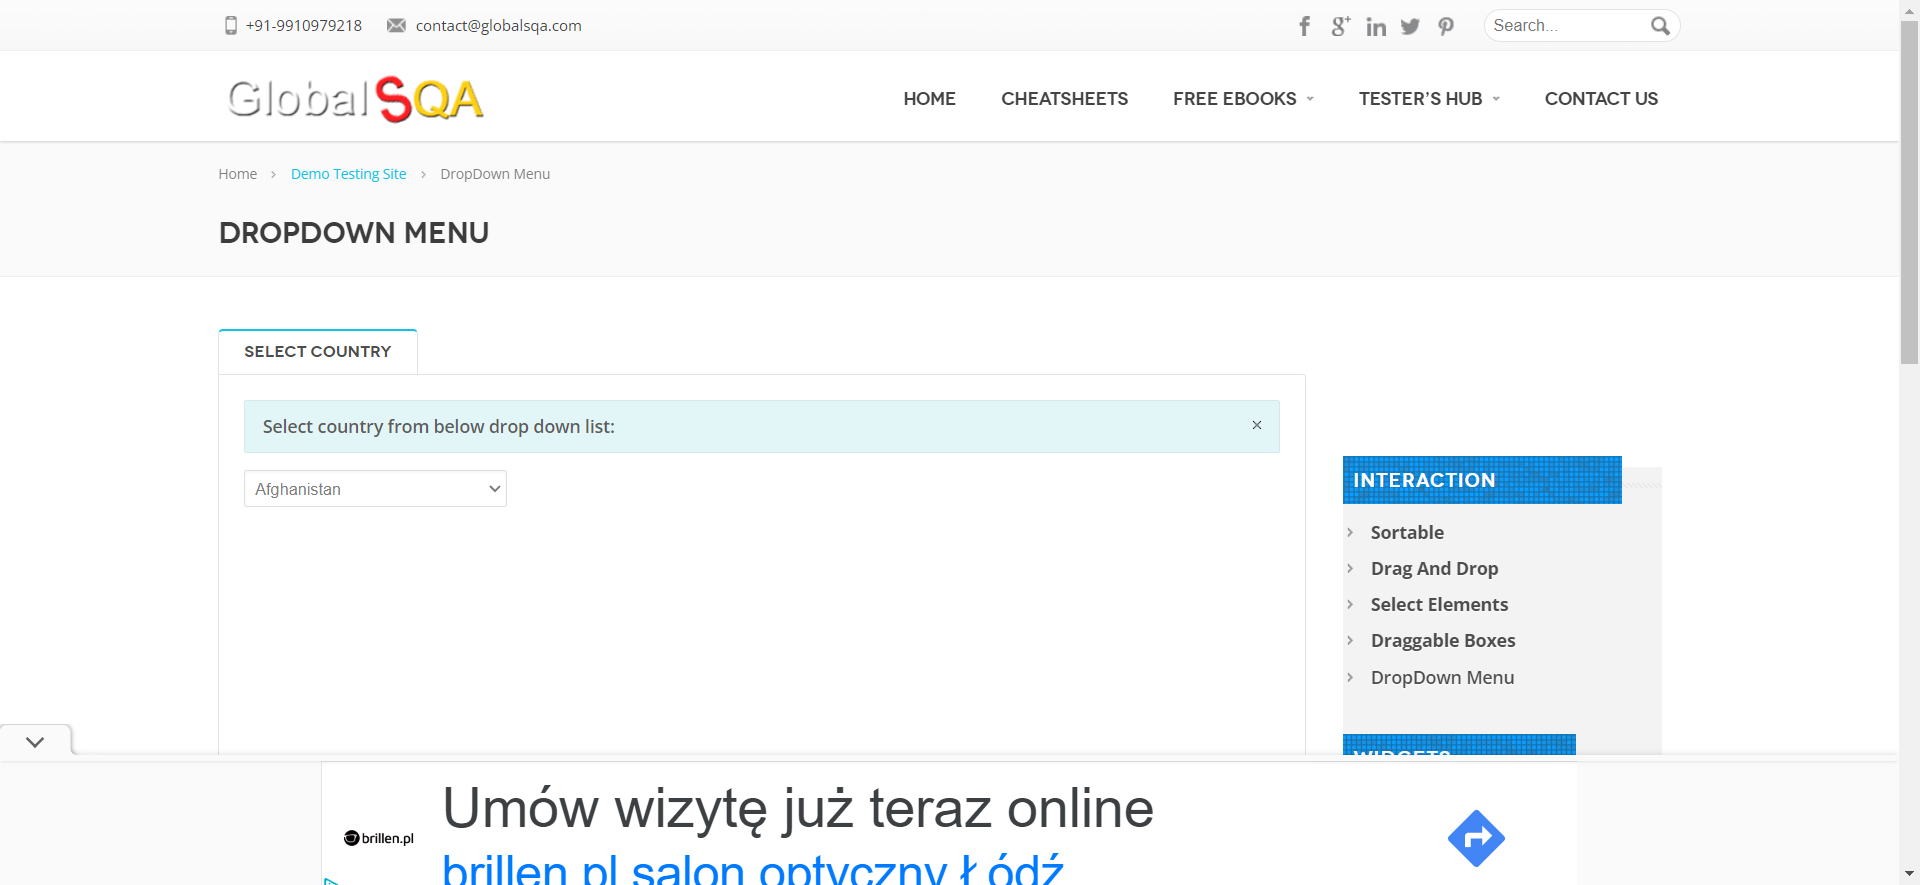 +91-9910979218 contact@globalsqa.com Search...
GlobalSQA HOME CHEATSHEETS FREE EBOOKS TESTER'S HUB CONTACT US
Home > Demo Testing Site > DropDown Menu
DROPDOWN MENU
SELECT COUNTRY
Select country from below drop down list: ×
Afghanistan
INTERACTION
Sortable
Drag And Drop
Select Elements
Draggable Boxes
DropDown Menu
WIDGETS
Umów wizytę już teraz online
brillen.pl
brillen.pl salon optyczny Łódź